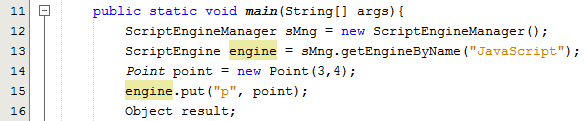 11 public static void main(String[] args){
12 ScriptEngineManager sMng = new ScriptEngineManager();
13 ScriptEngine engine = sMng.getEngineByName("JavaScript");
14 Point point = new Point(3,4);
15 engine.put("p", point);
16 Object result;